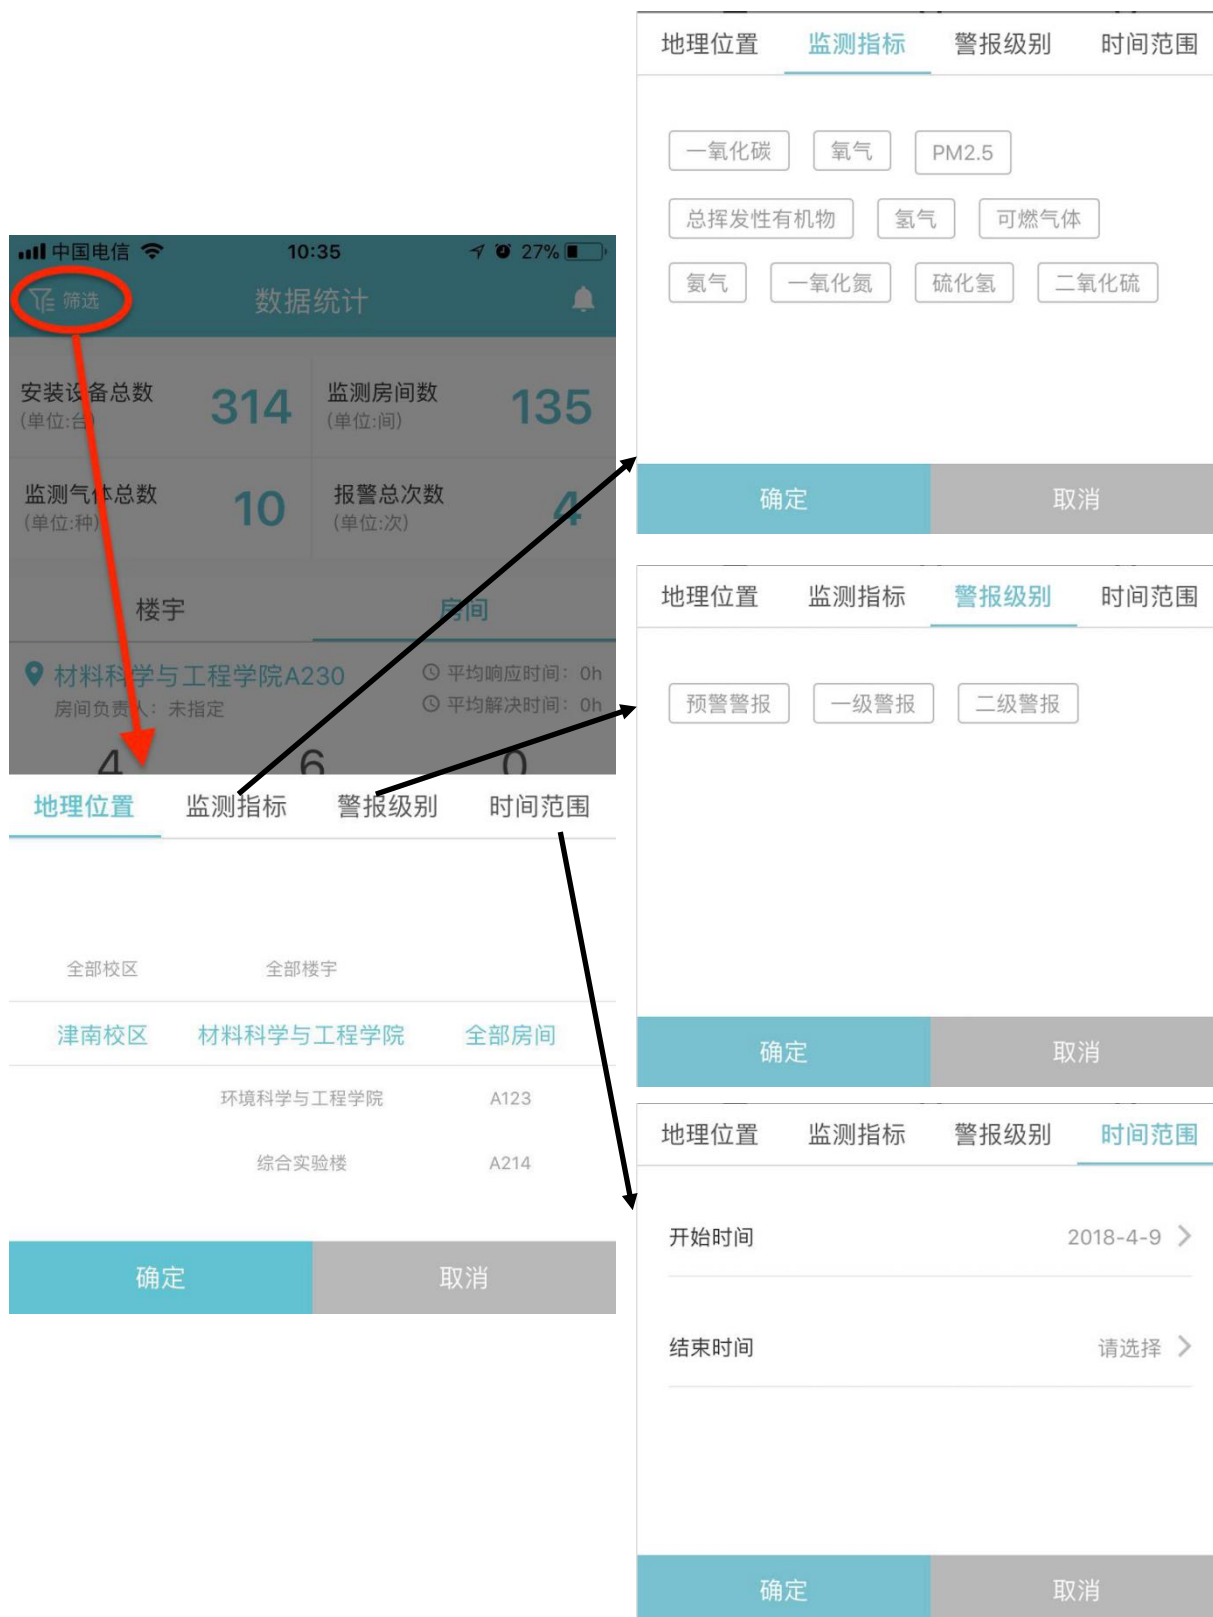 中国电信 10:35 27%
筛选 数据统计
安装设备总数 314 监测房间数 135
(单位:台) (单位:间)
监测气体总数 10 报警总次数 4
(单位:种) (单位:次)
楼宇 房间
材料科学与工程学院A230 平均响应时间：0h
房间负责人：未指定 平均解决时间：0h
4 6 0
地理位置 监测指标 警报级别 时间范围
全部校区 全部楼宇
津南校区 材料科学与工程学院 全部房间
环境科学与工程学院 A123
综合实验楼 A214
确定 取消
地理位置 监测指标 警报级别 时间范围
一氧化碳 氧气 PM2.5
总挥发性有机物 氢气 可燃气体
氨气 一氧化氮 硫化氢 二氧化硫
确定 取消
地理位置 监测指标 警报级别 时间范围
预警警报 一级警报 二级警报
确定 取消
地理位置 监测指标 警报级别 时间范围
开始时间 2018-4-9
结束时间 请选择
确定 取消